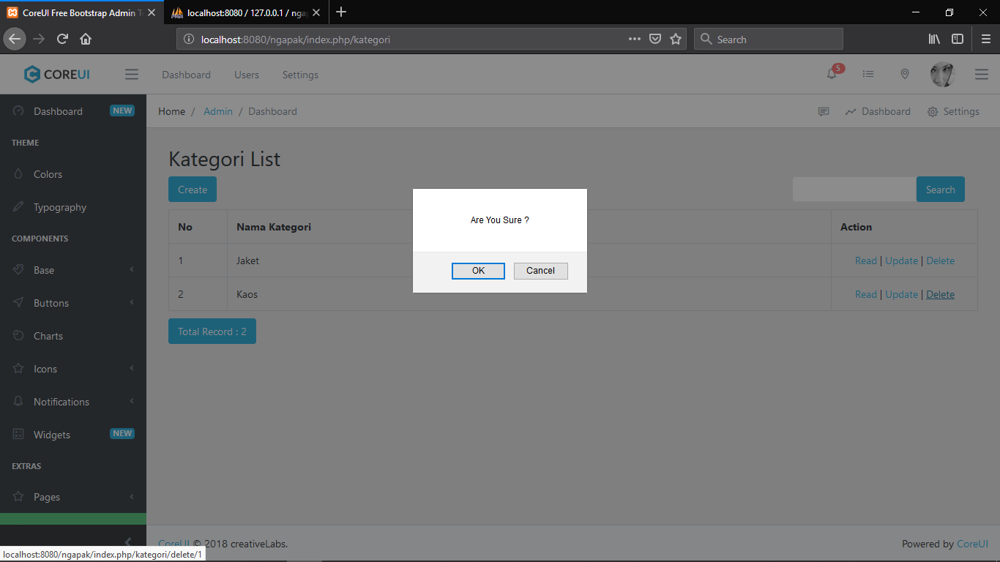 CoreUI Free Bootstrap Admin T
localhost:8080 / 127.0.0.1 / nga
localhost:8080/ngapak/index.php/kategori
Search
COREUI
Dashboard Users Settings
5
Dashboard NEW
Home / Admin / Dashboard
Dashboard Settings
THEME
Colors
Typography
COMPONENTS
Base
Buttons
Charts
Icons
Notifications
Widgets NEW
EXTRAS
Pages
Kategori List
Create
Search
No Nama Kategori Action
1 Jaket Read | Update | Delete
2 Kaos Read | Update | Delete
Total Record : 2
Are You Sure ?
OK Cancel
CoreUI © 2018 creativeLabs.
Powered by CoreUI
localhost:8080/ngapak/index.php/kategori/delete/1